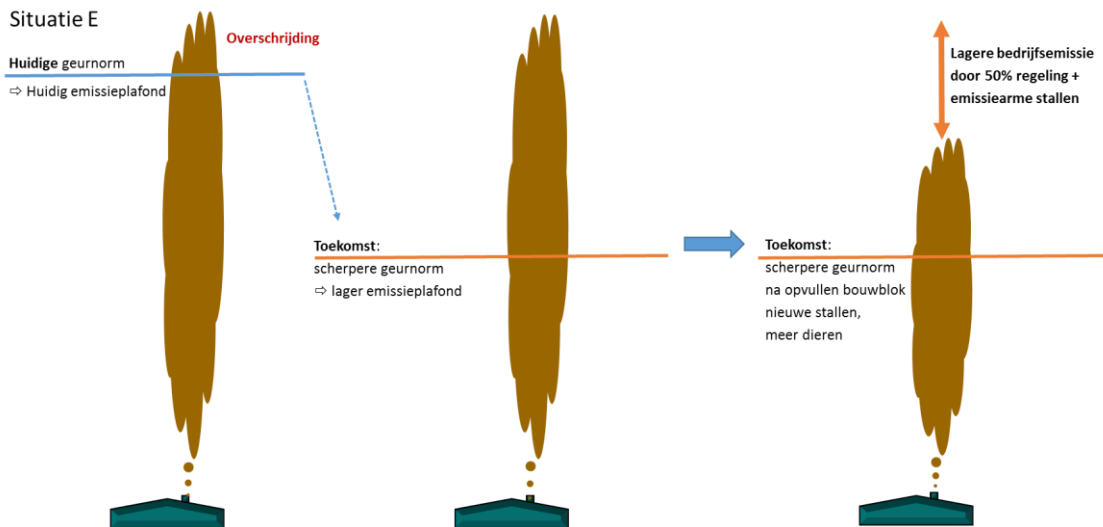 Situatie E
Overschrijding
Huidige geurnorm
⇨ Huidig emissieplafond
Toekomst:
scherpere geurnorm
⇨ lager emissieplafond
Lagere bedrijfsemissie
door 50% regeling +
emissiearme stallen
Toekomst:
scherpere geurnorm
na opvullen bouwblok
nieuwe stallen,
meer dieren